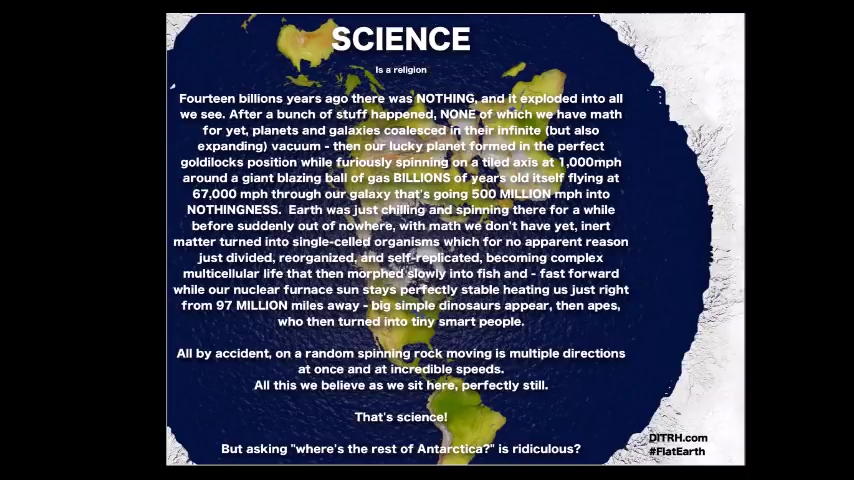 SCIENCE
Is a religion
Fourteen billions years ago there was NOTHING, and it exploded into all
we see. After a bunch of stuff happened, NONE of which we have math
for yet, planets and galaxies coalesced in their infinite (but also
expanding) vacuum - then our lucky planet formed in the perfect
goldilocks position while furiously spinning on a tiled axis at 1,000mph
around a giant blazing ball of gas BILLIONS of years old itself flying at
67,000 mph through our galaxy that's going 500 MILLION mph into
NOTHINGNESS. Earth was just chilling and spinning there for a while
before suddenly out of nowhere, with math we don't have yet, inert
matter turned into single-celled organisms which for no apparent reason
just divided, reorganized, and self-replicated, becoming complex
multicellular life that then morphed slowly into fish and - fast forward
while our nuclear furnace sun stays perfectly stable heating us just right
from 97 MILLION miles away - big simple dinosaurs appear, then apes,
who then turned into tiny smart people.
All by accident, on a random spinning rock moving is multiple directions
at once and at incredible speeds.
All this we believe as we sit here, perfectly still.
That's science!
But asking "where's the rest of Antarctica?" is ridiculous?
DITRH.com
#FlatEarth